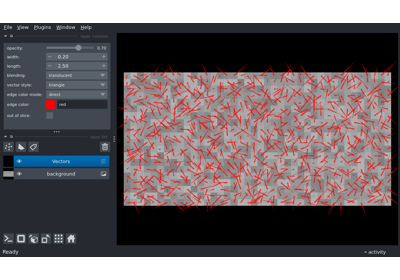 File View Plugins Window Help
opacity: 0.70
width: 0.20
length: 2.50
blending: translucent
vector style: triangle
edge color mode: direct
edge color: red
out of slice:
Vectors
background
Ready
activity